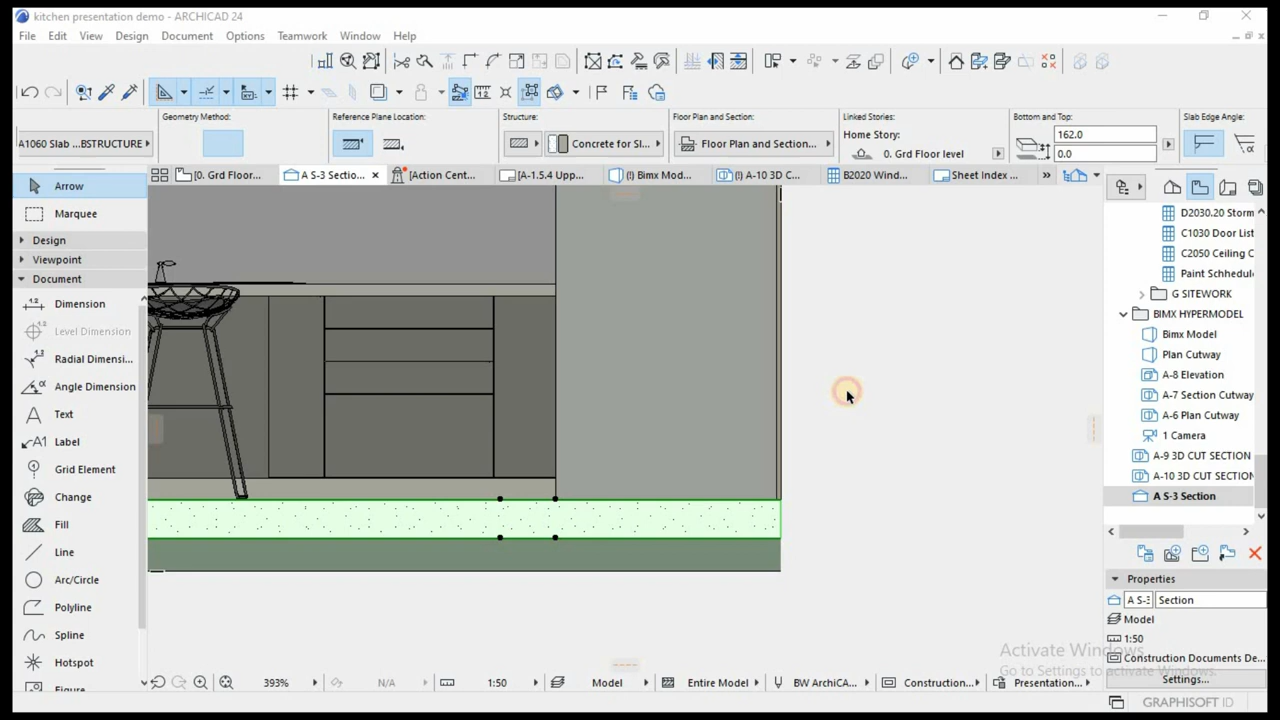 kitchen presentation demo - ARCHICAD 24
File Edit View Design Document Options Teamwork Window Help
Geometry Method: Reference Plane Location: Structure: Floor Plan and Section: Linked Stories: Bottom and Top: Slab Edge Angle:
Home Story: 162.0
A1060 Slab ...BSTRUCTURE Concrete for Sl... Floor Plan and Section... 0. Grd Floor level 0.0
[0. Grd Floor... A S-3 Sectio... [Action Cent... [A-1.5.4 Upp... (!) Bimx Mod... (!) A-10 3D C... B2020 Wind... Sheet Index ...
Arrow
Marquee
Design
Viewpoint
Document
1.2 Dimension
Level Dimension
Radial Dimensi...
Angle Dimension
A Text
A1 Label
Grid Element
Change
Fill
Line
Arc/Circle
Polyline
Spline
Hotspot
Figure
D2030.20 Storm
C1030 Door List
C2050 Ceiling C
Paint Schhedul
G SITEWORK
BIMX HYPERMODEL
Bimx Model
Plan Cutway
A-8 Elevation
A-7 Section Cutway
A-6 Plan Cutway
1 Camera
A-9 3D CUT SECTION
A-10 3D CUT SECTION
A S-3 Section
Properties
A S-3 Section
Model
1:50
Construction Documents De...
Settings...
Activate Windows
Go to Settings to activate Windows.
393% N/A 1:50 Model Entire Model BW ArchiCA... Construction... Presentation...
GRAPHISOFT ID